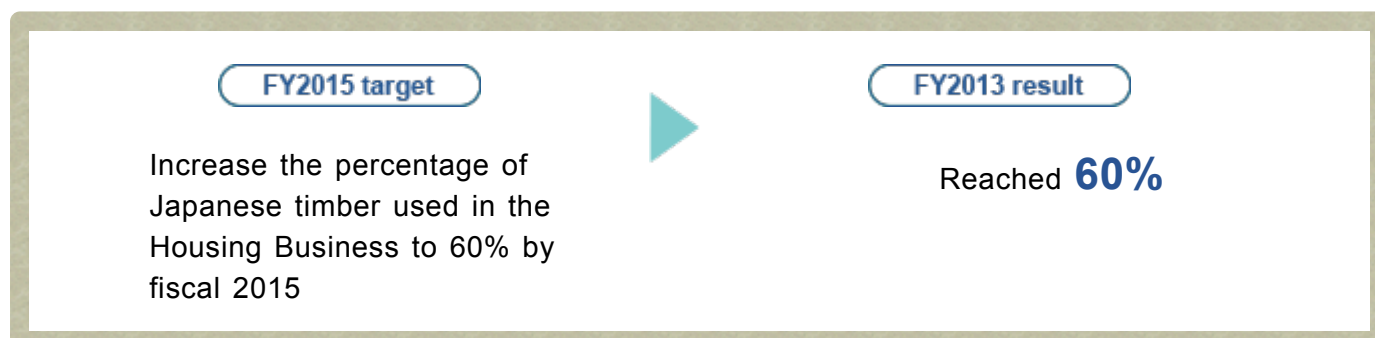 FY2015 target
Increase the percentage of
Japanese timber used in the
Housing Business to 60% by
fiscal 2015
FY2013 result
Reached 60%